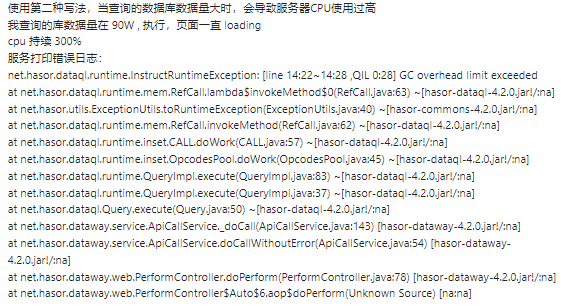 使用第二种写法，当查询的数据库数据量大时，会导致服务器CPU使用过高
我查询的库数据量在 90W , 执行，页面一直 loading
cpu 持续 300%
服务打印错误日志：
net.hasor.dataql.runtime.InstructRuntimeException: [line 14:22~14:28 ,QIL 0:28] GC overhead limit exceeded
at net.hasor.dataql.runtime.mem.RefCall.lambda$invokeMethod$0(RefCall.java:63) ~[hasor-dataql-4.2.0.jar!/:na]
at net.hasor.utils.ExceptionUtils.toRuntimeException(ExceptionUtils.java:40) ~[hasor-commons-4.2.0.jar!/:na]
at net.hasor.dataql.runtime.mem.RefCall.invokeMethod(RefCall.java:62) ~[hasor-dataql-4.2.0.jar!/:na]
at net.hasor.dataql.runtime.inset.CALL.doWork(CALL.java:57) ~[hasor-dataql-4.2.0.jar!/:na]
at net.hasor.dataql.runtime.inset.OpcodesPool.doWork(OpcodesPool.java:45) ~[hasor-dataql-4.2.0.jar!/:na]
at net.hasor.dataql.runtime.QueryImpl.execute(QueryImpl.java:83) ~[hasor-dataql-4.2.0.jar!/:na]
at net.hasor.dataql.runtime.QueryImpl.execute(QueryImpl.java:37) ~[hasor-dataql-4.2.0.jar!/:na]
at net.hasor.dataql.Query.execute(Query.java:50) ~[hasor-dataql-4.2.0.jar!/:na]
at net.hasor.dataway.service.ApiCallService._doCall(ApiCallService.java:143) [hasor-dataway-4.2.0.jar!/:na]
at net.hasor.dataway.service.ApiCallService.doCallWithoutError(ApiCallService.java:54) [hasor-dataway-
4.2.0.jar!/:na]
at net.hasor.dataway.web.PerformController.doPerform(PerformController.java:78) [hasor-dataway-4.2.0.jar!/:na]
at net.hasor.dataway.web.PerformController$Auto$6.aop$doPerform(Unknown Source) [na:na]